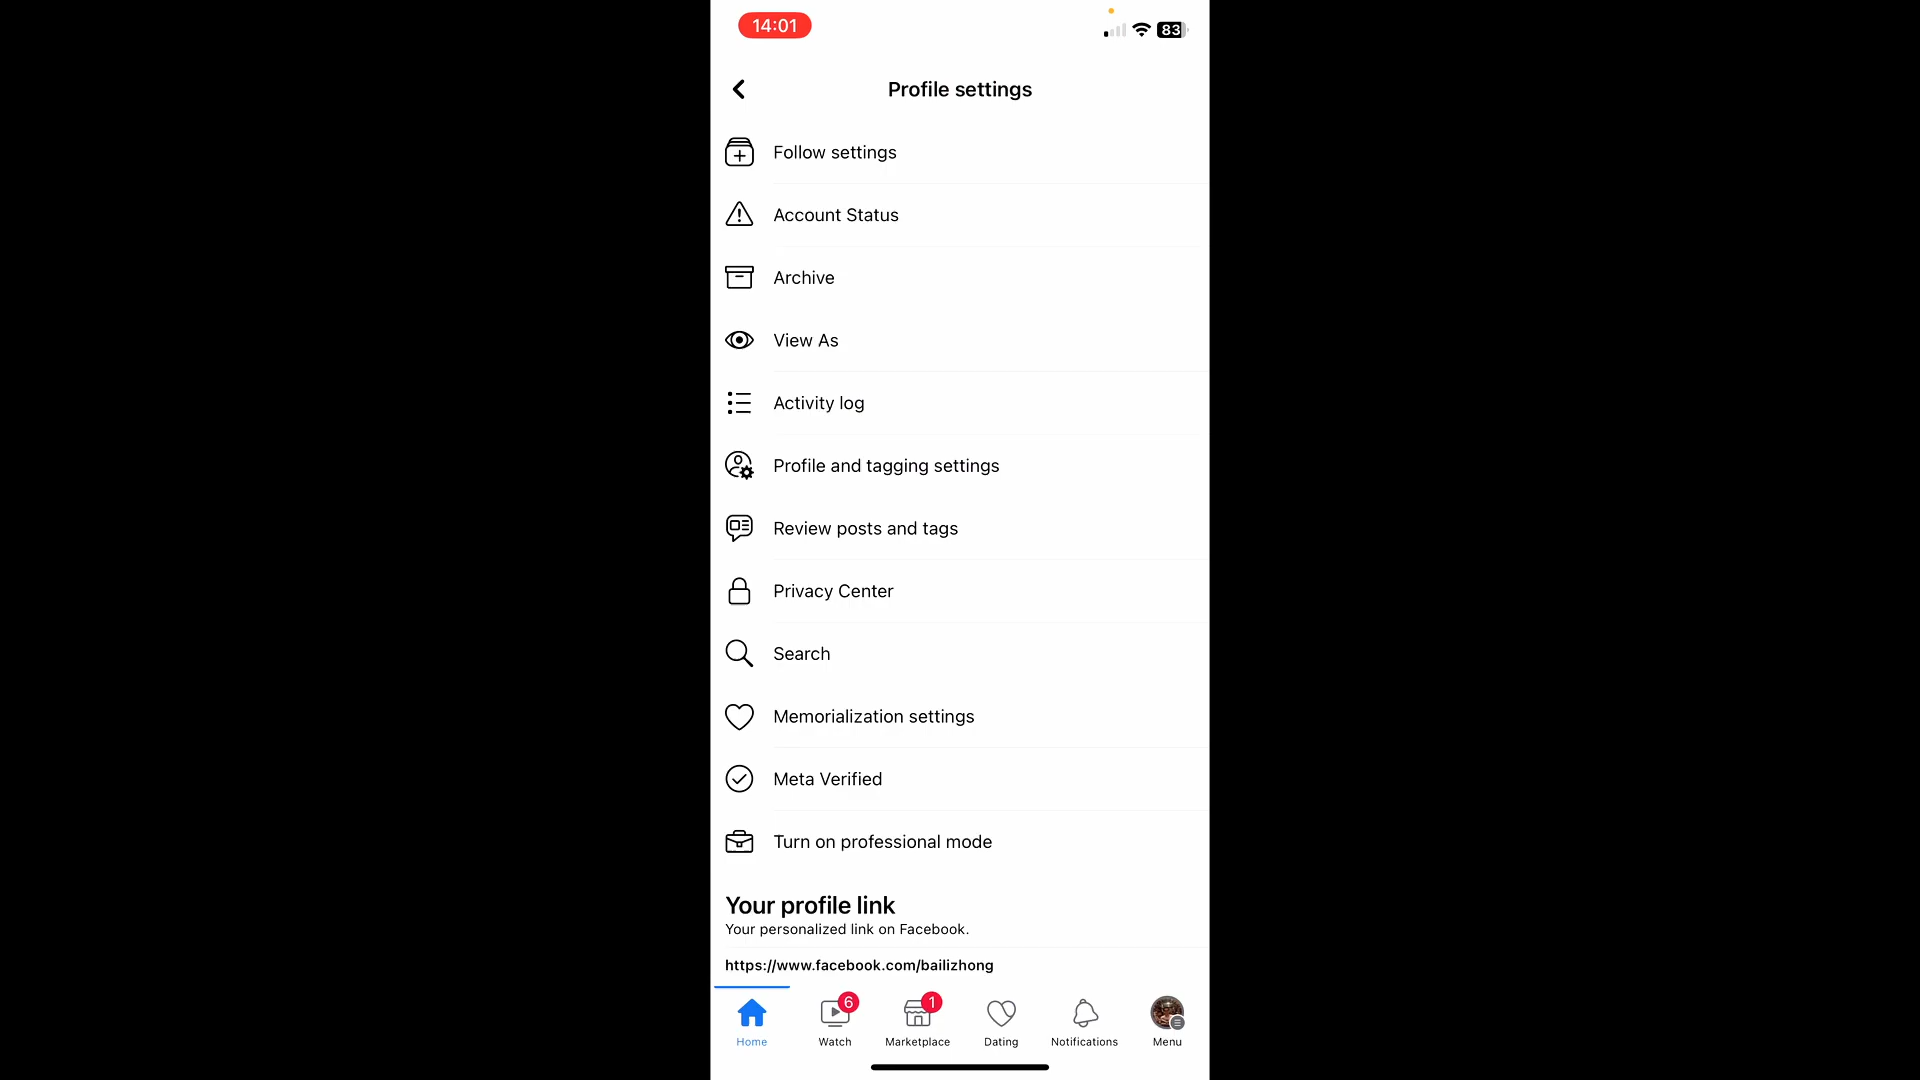 14:01
83
Profile settings
Follow settings
Account Status
Archive
View As
Activity log
Profile and tagging settings
Review posts and tags
Privacy Center
Search
Memorialization settings
Meta Verified
Turn on professional mode
Your profile link
Your personalized link on Facebook.
https://www.facebook.com/bailizhong
6
1
Home
Watch
Marketplace
Dating
Notifications
Menu